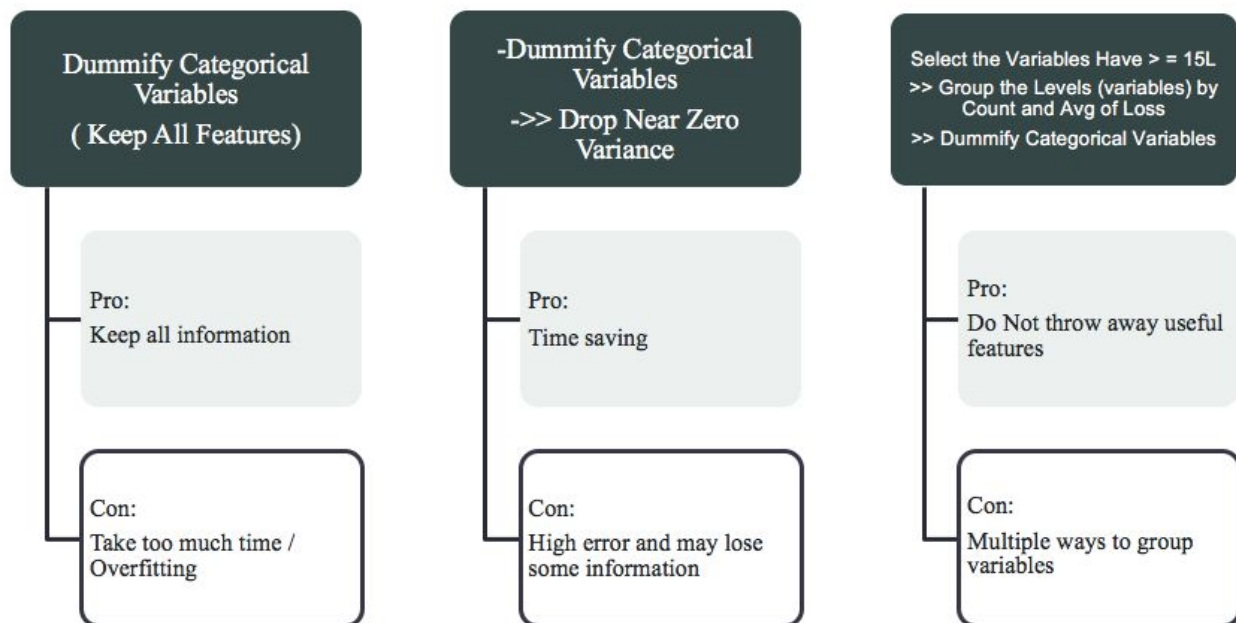 Dummify Categorical
Variables
( Keep All Features)
Pro:
Keep all information
Con:
Take too much time /
Overfitting
-Dummify Categorical
Variables
->> Drop Near Zero
Variance
Pro:
Time saving
Con:
High error and may lose
some information
Select the Variables Have > = 15L
>> Group the Levels (variables) by
Count and Avg of Loss
>> Dummify Categorical Variables
Pro:
Do Not throw away useful
features
Con:
Multiple ways to group
variables